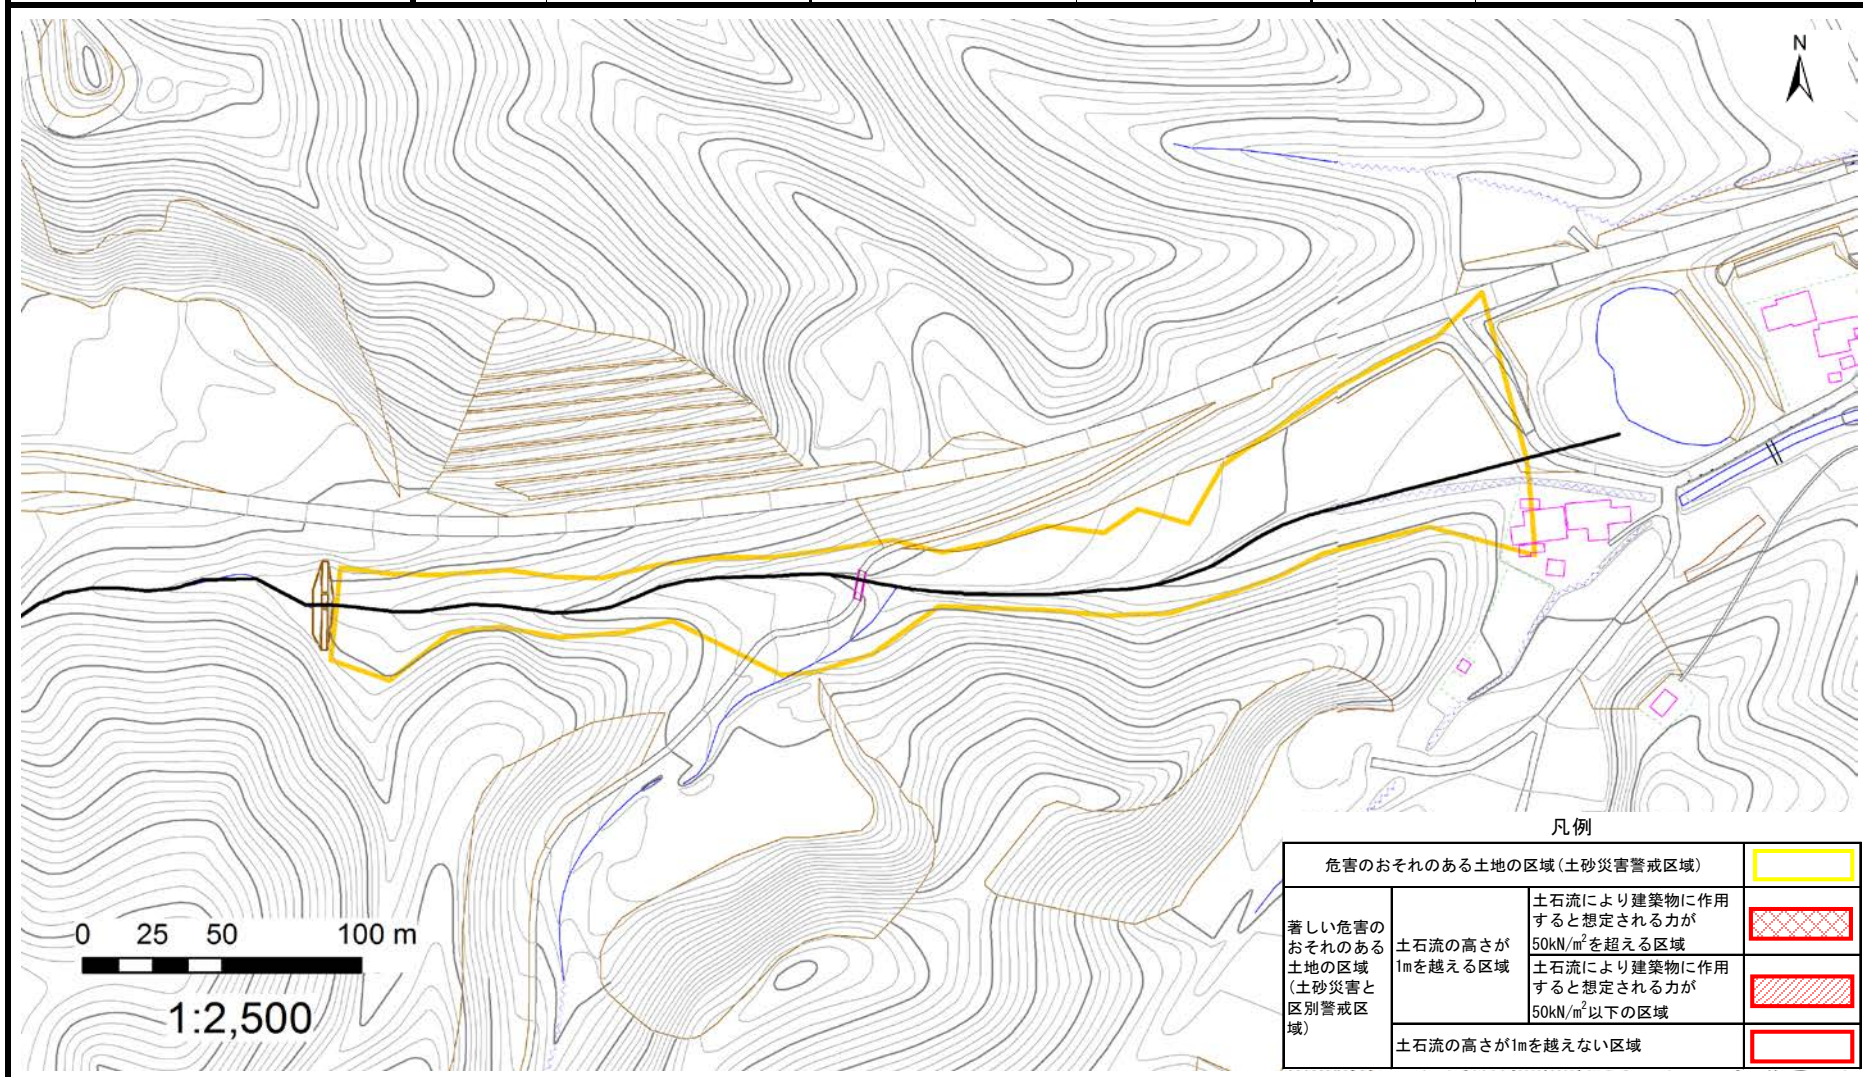 N
0 25 50 100 m
1:2,500
凡例
危害のおそれのある土地の区域(土砂災害警戒区域)
著しい危害の
おそれのある
土地の区域
(土砂災害と
区別警戒区
域)
土石流の高さが
1mを越える区域
土石流により建築物に作用
すると想定される力が
50kN/m²を超える区域
土石流により建築物に作用
すると想定される力が
50kN/m²以下の区域
土石流の高さが1mを越えない区域